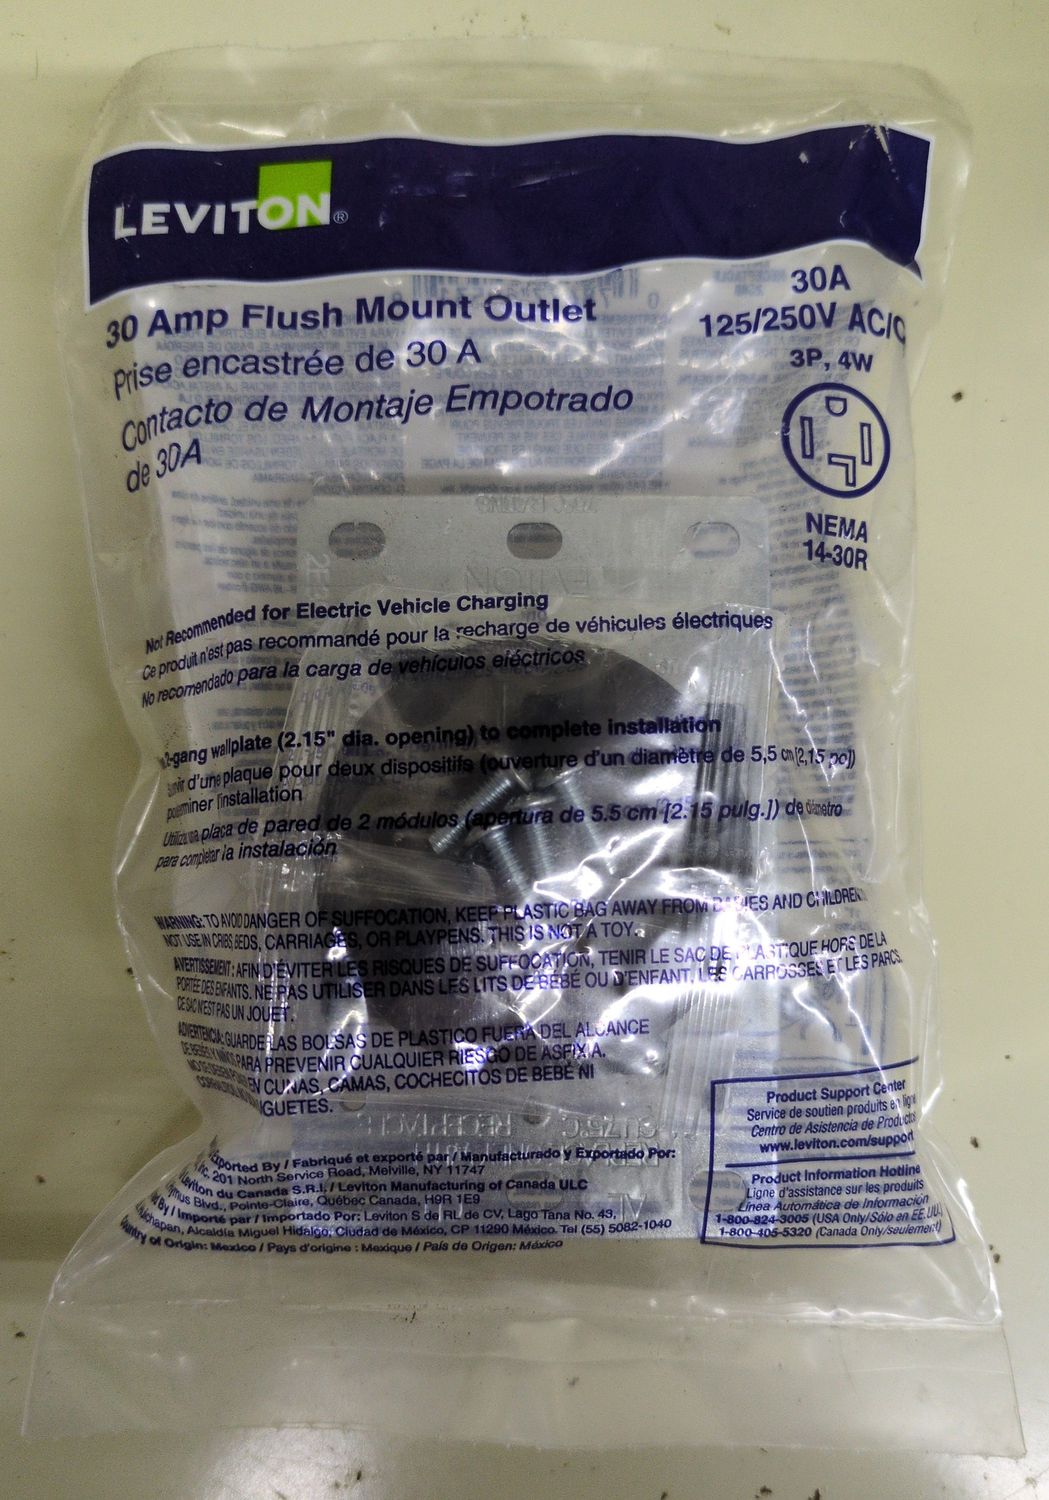 LEVITON®
30 Amp Flush Mount Outlet
Prise encastrée de 30 A
Contacto de Montaje Empotrado
de 30A
30A
125/250V AC/
3P, 4W
NEMA
14-30R
Not Recommended for Electric Vehicle Charging
Ce produit n'est pas recommandé pour la recharge de véhicules électriques
No recomendado para la carga de vehículos eléctricos
2-gang wallplate (2.15" dia. opening) to complete installation
d'une plaque pour deux dispositifs (ouverture d'un diamètre de 5,5 cm [2,15 po])
l'installation
Utilizar una placa de pared de 2 módulos (apertura de 5.5 cm [2.15 pulg.]) de diámetro
para completar la instalación
WARNING: TO AVOID DANGER OF SUFFOCATION, KEEP PLASTIC BAG AWAY FROM BABIES AND CHILDREN.
NOT USE IN CRIBS, BEDS, CARRIAGES, OR PLAYPENS. THIS IS NOT A TOY.
AVERTISSEMENT : AFIN D'ÉVITER LES RISQUES DE SUFFOCATION, TENIR LE SAC DE PLASTIQUE HORS DE LA
PORTÉE DES ENFANTS. NE PAS UTILISER DANS LES LITS DE BÉBÉ OU D'ENFANT, LES CARROSSES ET LES PARCS.
CE SAC N'EST PAS UN JOUET.
ADVERTENCIA: GUARDE LAS BOLSAS DE PLASTICO FUERA DEL ALCANCE
DE BEBÉS Y NIÑOS PARA PREVENIR CUALQUIER RIESGO DE ASFIXIA.
EN CUNAS, CAMAS, COCHECITOS DE BEBÉ NI
Product Support Center
Service de soutien produits en lign
Centro de Asistencia de Productos
www.leviton.com/support
Product Information Hotline
Ligne d'assistance sur les produits
Línea Automática de Información
1-800-824-3005 (USA Only/Sólo en EE.UU.)
1-800-405-5320 (Canada Only/seulement)
Exported By / Fabriqué et exporté par / Manufacturado y Exportado Por:
201 North Service Road, Melville, NY 11747
Leviton du Canada S.R.I. / Leviton Manufacturing of Canada ULC
Blvd., Pointe-Claire, Québec Canada, H9R 1E9
By / Importé par / Importado Por: Leviton S de RL de CV, Lago Tana No. 43,
Alcaldía Miguel Hidalgo, Ciudad de México, CP 11290 México. Tel (55) 5082-1040
Country of Origin: Mexico / Pays d'origine : Mexique / País de Origen: México